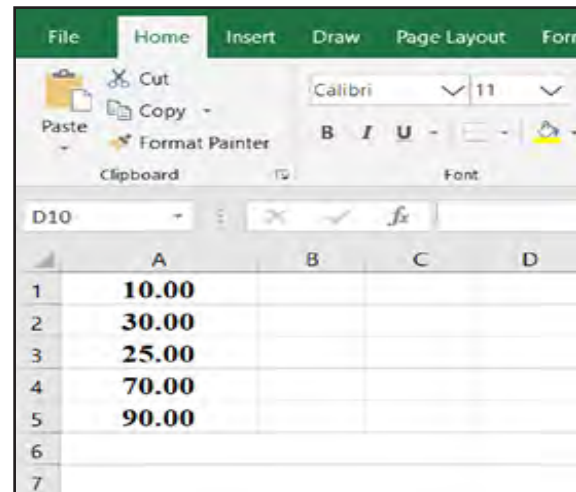 File Home Insert Draw Page Layout Form
Cut
Copy
Paste
Format Painter
Clipboard
Calibri 11
B I U
Font
D10 fx
A B C D
1 10.00
2 30.00
3 25.00
4 70.00
5 90.00
6
7